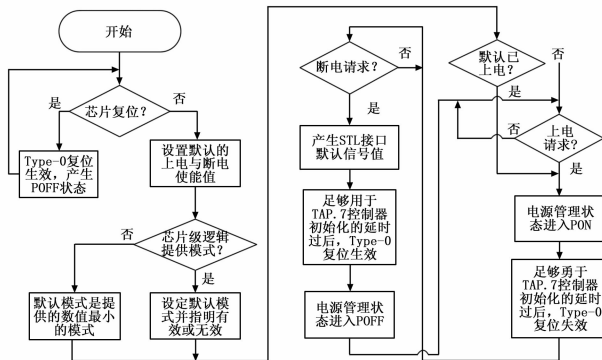 开始
芯片复位?
是
否
Type-0复位
生效,产生
POFF状态
设置默认的
上电与断电
使能值
芯片级逻辑
提供模式?
否
是
默认模式是提
供的数值最小
的模式
设定默认模
式并指明有
效或无效
断电请求?
否
是
产生STL接口
默认信号值
足够用于
TAP.7控制器
初始化的延时
过后,Type-0
复位生效
电源管理状
态进入POFF
默认已
上电?
否
是
上电
请求?
否
是
电源管理状
态进入PON
足够勇于
TAP.7控制器
初始化的延时
过后,Type-0
复位失效